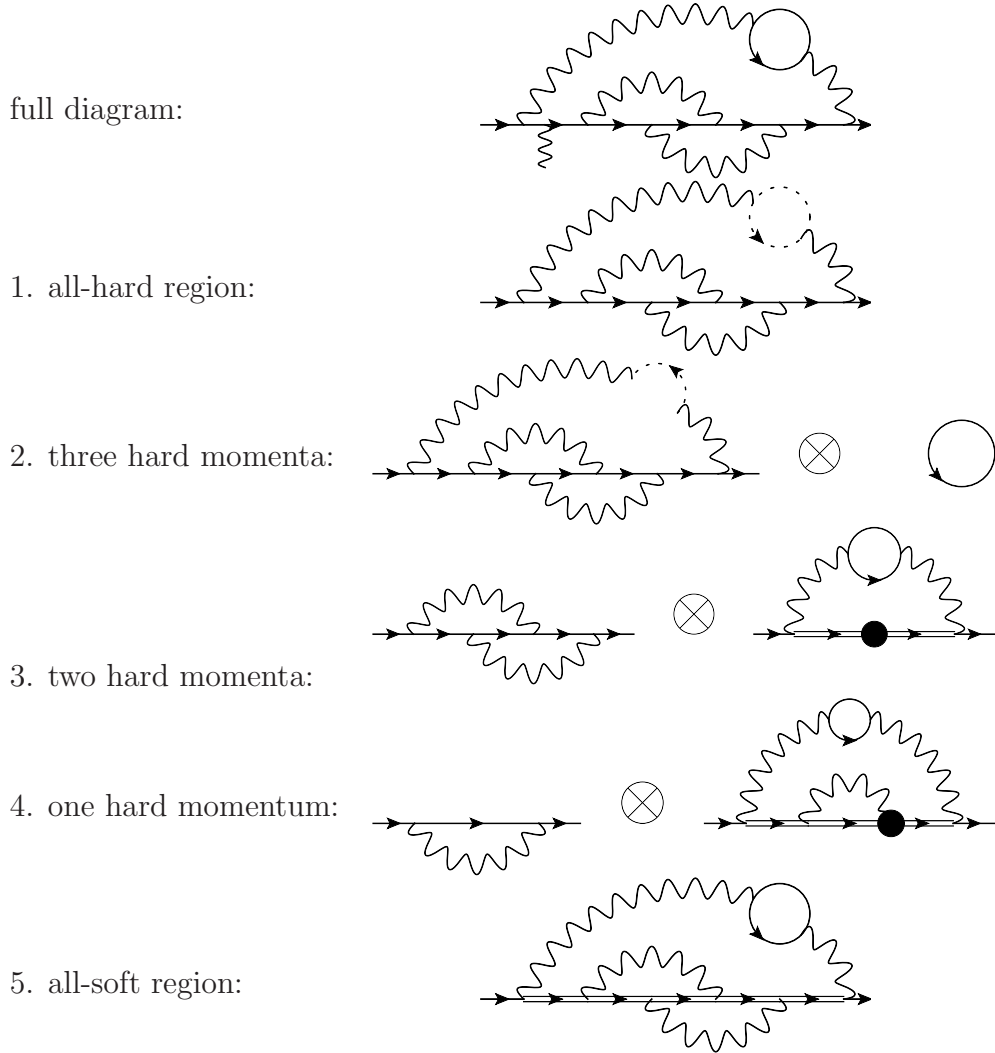 full diagram:
1. all-hard region:
2. three hard momenta:
3. two hard momenta:
4. one hard momentum:
5. all-soft region: